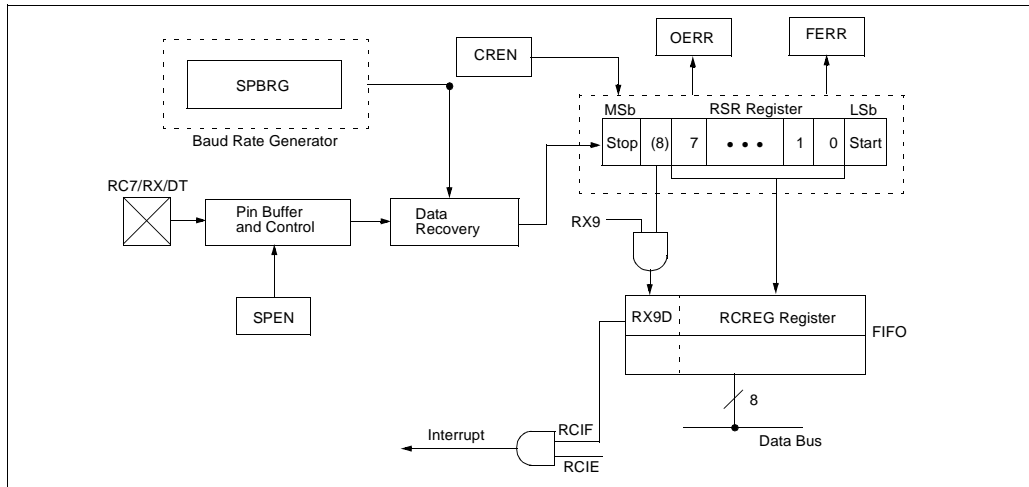 OERR
FERR
CREN
SPBRG
Baud Rate Generator
MSb RSR Register LSb
Stop (8) 7 • • • 1 0 Start
RC7/RX/DT
Pin Buffer
and Control
Data
Recovery
RX9
SPEN
RX9D RCREG Register
FIFO
8
Interrupt
RCIF
RCIE
Data Bus